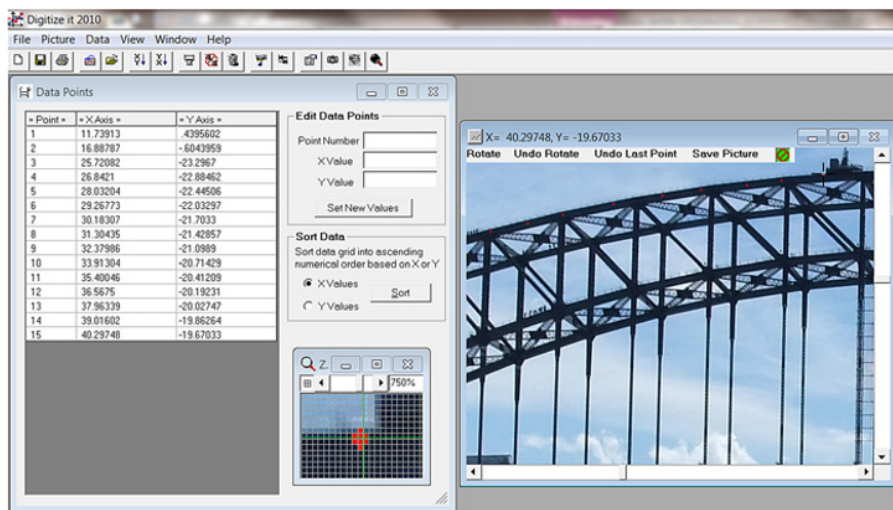 Digitize it 2010
File Picture Data View Window Help
Data Points
= Point = = X Axis = = Y Axis =
1 11.73913 .4395602
2 16.88787 -.6043959
3 25.72082 -23.2967
4 26.8421 -22.88462
5 28.03204 -22.44506
6 29.26773 -22.03297
7 30.18307 -21.7033
8 31.30435 -21.42857
9 32.37986 -21.0989
10 33.91304 -20.71429
11 35.40046 -20.41209
12 36.5675 -20.19231
13 37.96339 -20.02747
14 39.01602 -19.86264
15 40.29748 -19.67033
Edit Data Points
Point Number
X Value
Y Value
Set New Values
Sort Data
Sort data grid into ascending
numerical order based on X or Y
X Values
Y Values
Sort
Z.
750%
X= 40.29748, Y= -19.67033
Rotate Undo Rotate Undo Last Point Save Picture